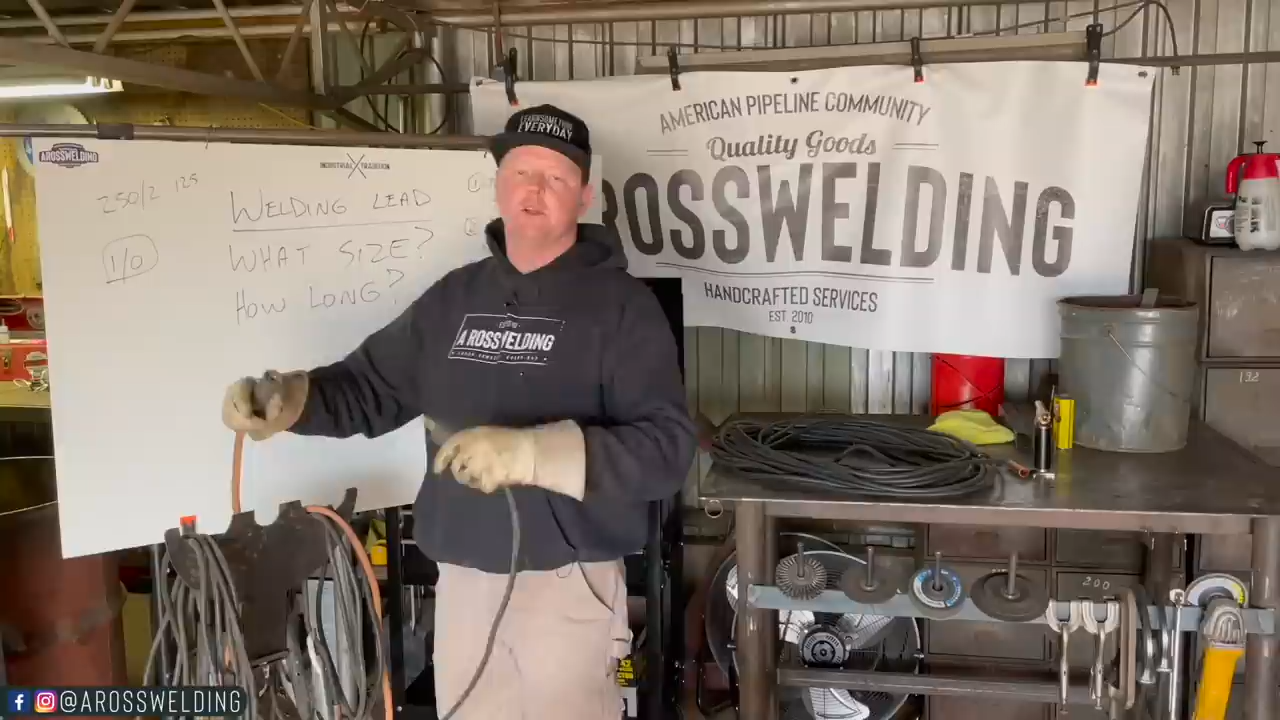 AROSSWELDING
INDUSTRIAL TRADITION
250/2 125
1/0
WELDING LEAD
WHAT SIZE?
HOW LONG?
EVERYDAY
AROSSWELDING
AMERICAN PIPELINE COMMUNITY
Quality Goods
ROSSWELDING
HANDCRAFTED SERVICES
EST 2010
132
200
@AROSSWELDING